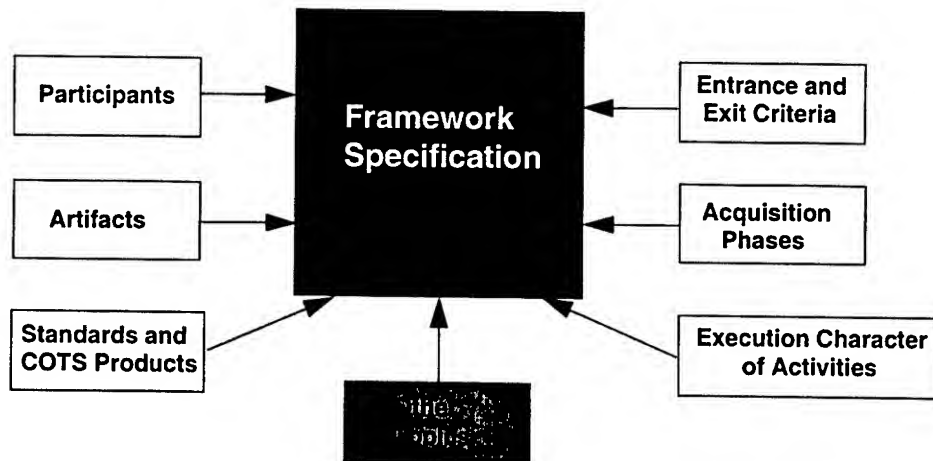 Participants
Framework
Specification
Entrance and
Exit Criteria
Artifacts
Acquisition
Phases
Standards and
COTS Products
Execution Character
of Activities